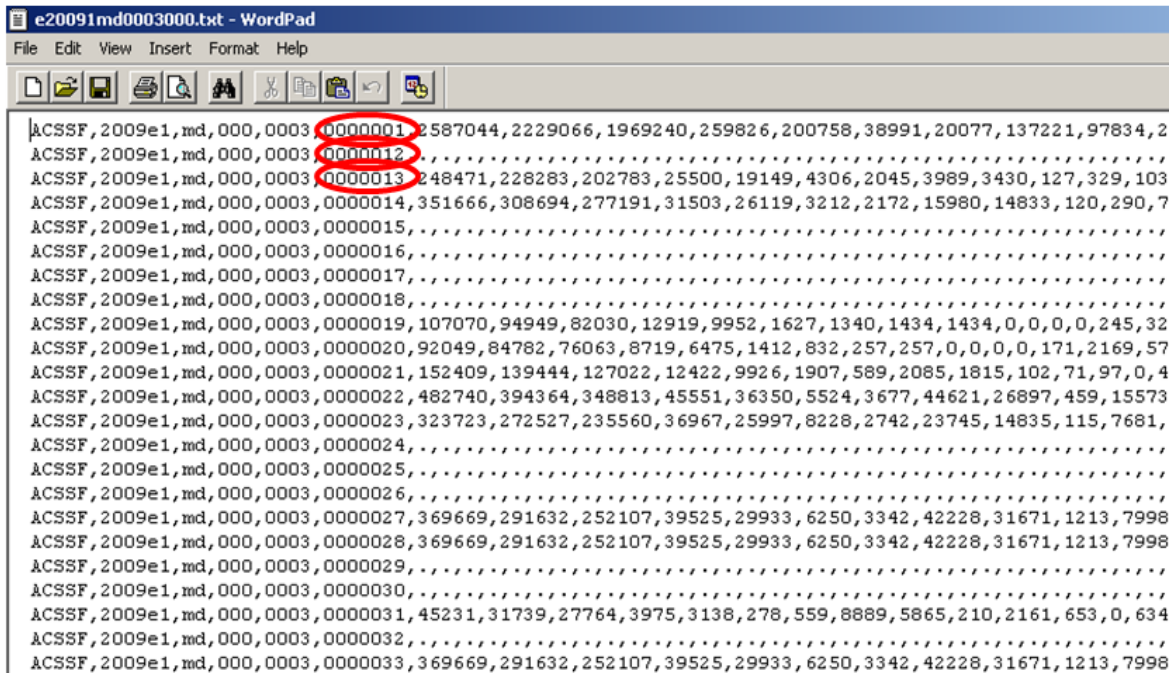 e20091md0003000.txt - WordPad
File Edit View Insert Format Help
ACSSF,2009e1,md,000,0003,0000001,2587044,2229066,1969240,259826,200758,38991,20077,137221,97834,2
ACSSF,2009e1,md,000,0003,0000012,.,.,.,.,.,.,.,.,.,.,.,.,.,.,.,.,.,.,.,.,.,.,.,.,.,.,.,.,.,.,.,.,
ACSSF,2009e1,md,000,0003,0000013,248471,228283,202783,25500,19149,4306,2045,3989,3430,127,329,103
ACSSF,2009e1,md,000,0003,0000014,351666,308694,277191,31503,26119,3212,2172,15980,14833,120,290,7
ACSSF,2009e1,md,000,0003,0000015,.,.,.,.,.,.,.,.,.,.,.,.,.,.,.,.,.,.,.,.,.,.,.,.,.,.,.,.,.,.,.,.,
ACSSF,2009e1,md,000,0003,0000016,.,.,.,.,.,.,.,.,.,.,.,.,.,.,.,.,.,.,.,.,.,.,.,.,.,.,.,.,.,.,.,.,
ACSSF,2009e1,md,000,0003,0000017,.,.,.,.,.,.,.,.,.,.,.,.,.,.,.,.,.,.,.,.,.,.,.,.,.,.,.,.,.,.,.,.,
ACSSF,2009e1,md,000,0003,0000018,.,.,.,.,.,.,.,.,.,.,.,.,.,.,.,.,.,.,.,.,.,.,.,.,.,.,.,.,.,.,.,.,
ACSSF,2009e1,md,000,0003,0000019,107070,94949,82030,12919,9952,1627,1340,1434,1434,0,0,0,0,245,32
ACSSF,2009e1,md,000,0003,0000020,92049,84782,76063,8719,6475,1412,832,257,257,0,0,0,0,171,2169,57
ACSSF,2009e1,md,000,0003,0000021,152409,139444,127022,12422,9926,1907,589,2085,1815,102,71,97,0,4
ACSSF,2009e1,md,000,0003,0000022,482740,394364,348813,45551,36350,5524,3677,44621,26897,459,15573
ACSSF,2009e1,md,000,0003,0000023,323723,272527,235560,36967,25997,8228,2742,23745,14835,115,7681,
ACSSF,2009e1,md,000,0003,0000024,.,.,.,.,.,.,.,.,.,.,.,.,.,.,.,.,.,.,.,.,.,.,.,.,.,.,.,.,.,.,.,.,
ACSSF,2009e1,md,000,0003,0000025,.,.,.,.,.,.,.,.,.,.,.,.,.,.,.,.,.,.,.,.,.,.,.,.,.,.,.,.,.,.,.,.,
ACSSF,2009e1,md,000,0003,0000026,.,.,.,.,.,.,.,.,.,.,.,.,.,.,.,.,.,.,.,.,.,.,.,.,.,.,.,.,.,.,.,.,
ACSSF,2009e1,md,000,0003,0000027,369669,291632,252107,39525,29933,6250,3342,42228,31671,1213,7998
ACSSF,2009e1,md,000,0003,0000028,369669,291632,252107,39525,29933,6250,3342,42228,31671,1213,7998
ACSSF,2009e1,md,000,0003,0000029,.,.,.,.,.,.,.,.,.,.,.,.,.,.,.,.,.,.,.,.,.,.,.,.,.,.,.,.,.,.,.,.,
ACSSF,2009e1,md,000,0003,0000030,.,.,.,.,.,.,.,.,.,.,.,.,.,.,.,.,.,.,.,.,.,.,.,.,.,.,.,.,.,.,.,.,
ACSSF,2009e1,md,000,0003,0000031,45231,31739,27764,3975,3138,278,559,8889,5865,210,2161,653,0,634
ACSSF,2009e1,md,000,0003,0000032,.,.,.,.,.,.,.,.,.,.,.,.,.,.,.,.,.,.,.,.,.,.,.,.,.,.,.,.,.,.,.,.,
ACSSF,2009e1,md,000,0003,0000033,369669,291632,252107,39525,29933,6250,3342,42228,31671,1213,7998